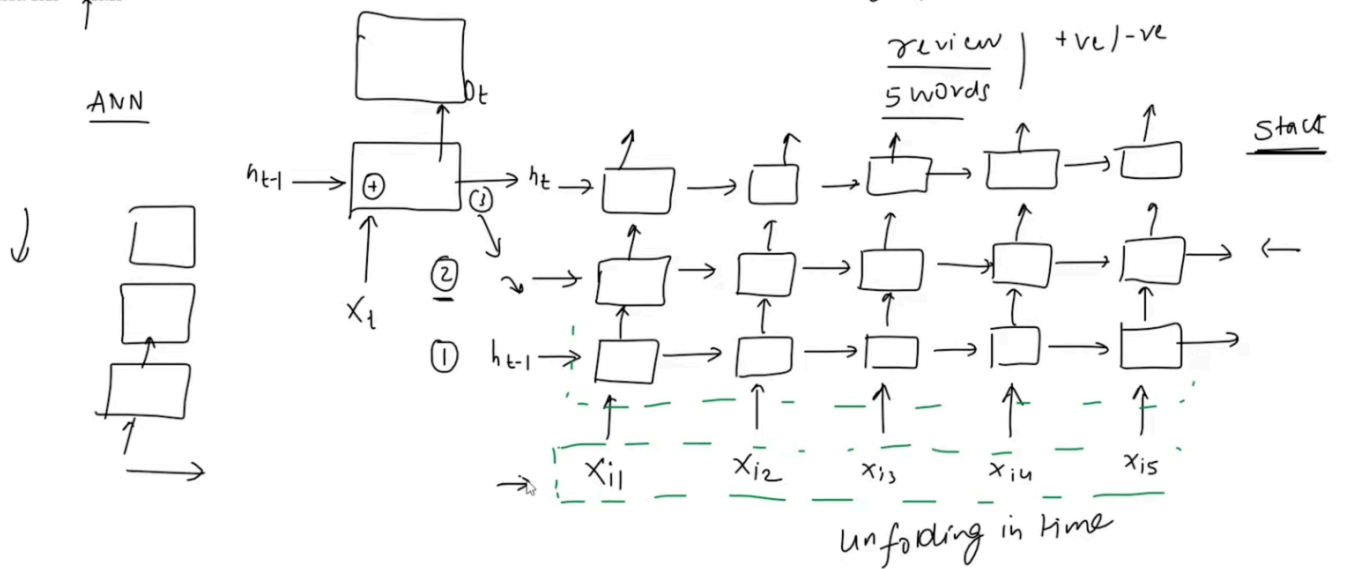 review | +ve/-ve
5 words
ANN
Ot
Stack
ht-1
+
ht
3
2
Xt
1
ht-1
Xi1
Xi2
Xi3
Xi4
Xi5
unfolding in time